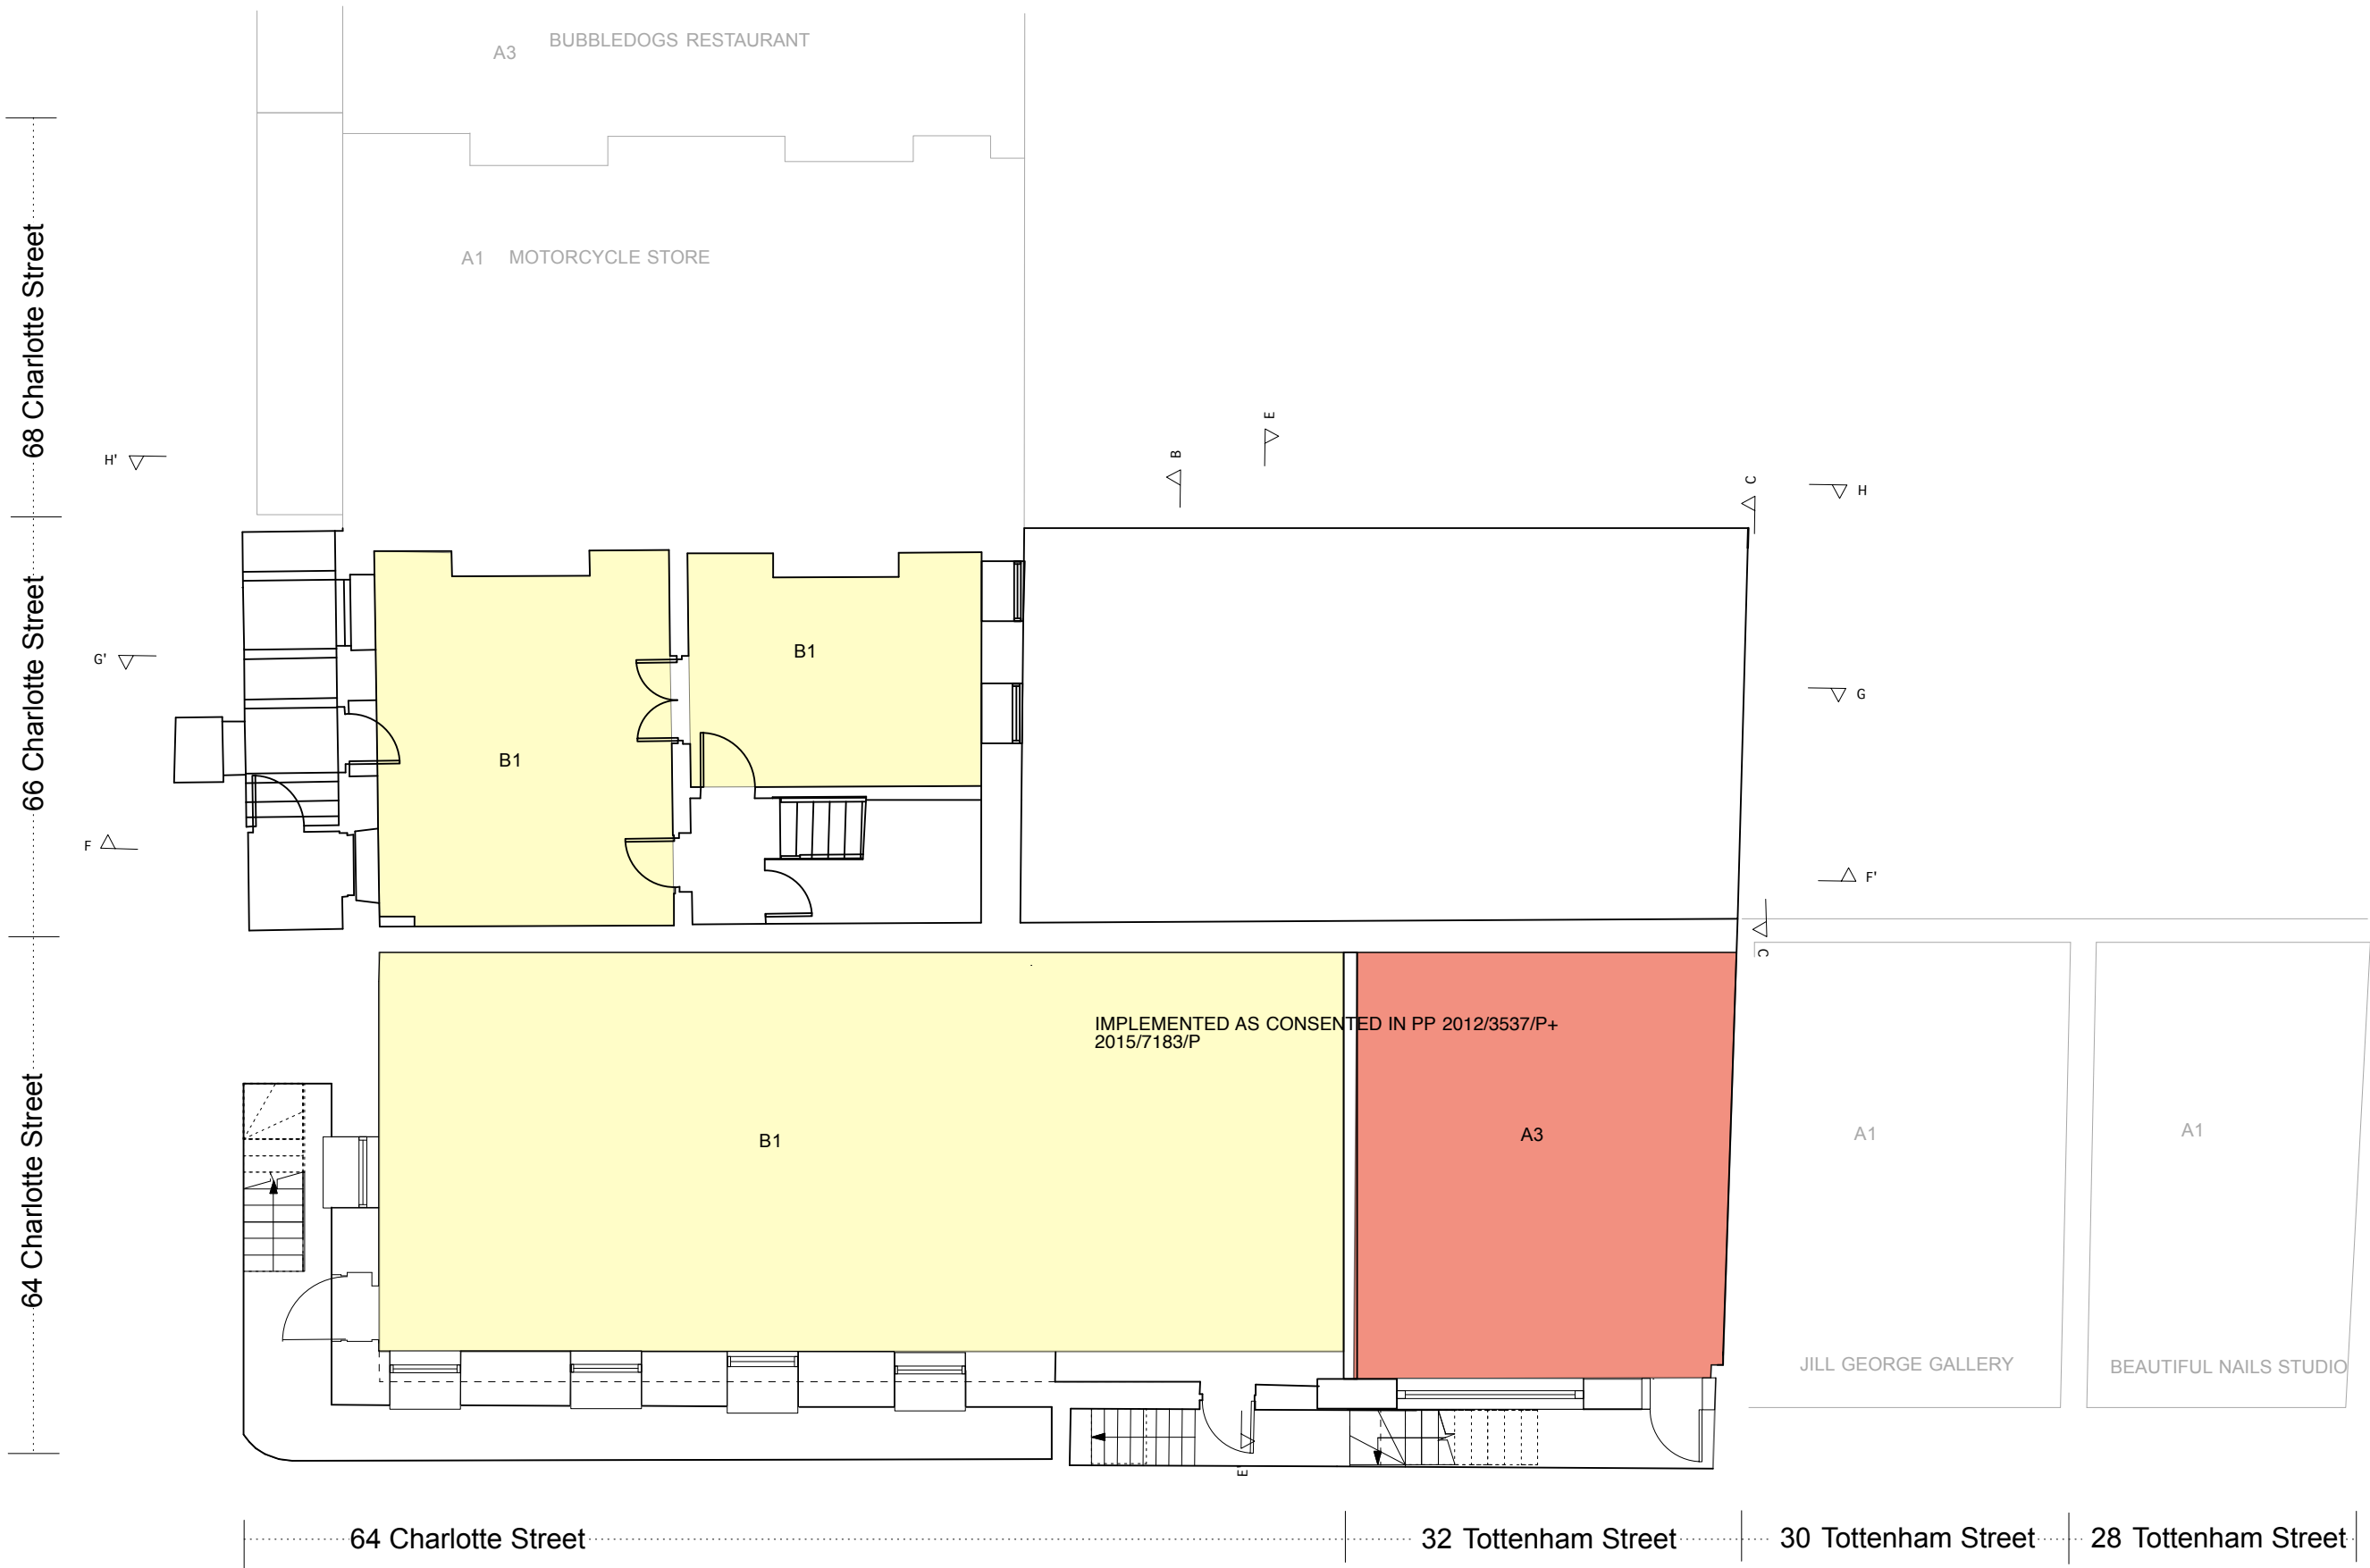 BUBBLEDOGS RESTAURANT
A3
A1 MOTORCYCLE STORE
68 Charlotte Street
E
B
H'
C
H
66 Charlotte Street
B1
G'
G
B1
F
F'
C
IMPLEMENTED AS CONSENTED IN PP 2012/3537/P+
2015/7183/P
64 Charlotte Street
B1
A3
A1
A1
JILL GEORGE GALLERY
BEAUTIFUL NAILS STUDIO
E'
64 Charlotte Street
32 Tottenham Street
30 Tottenham Street
28 Tottenham Street